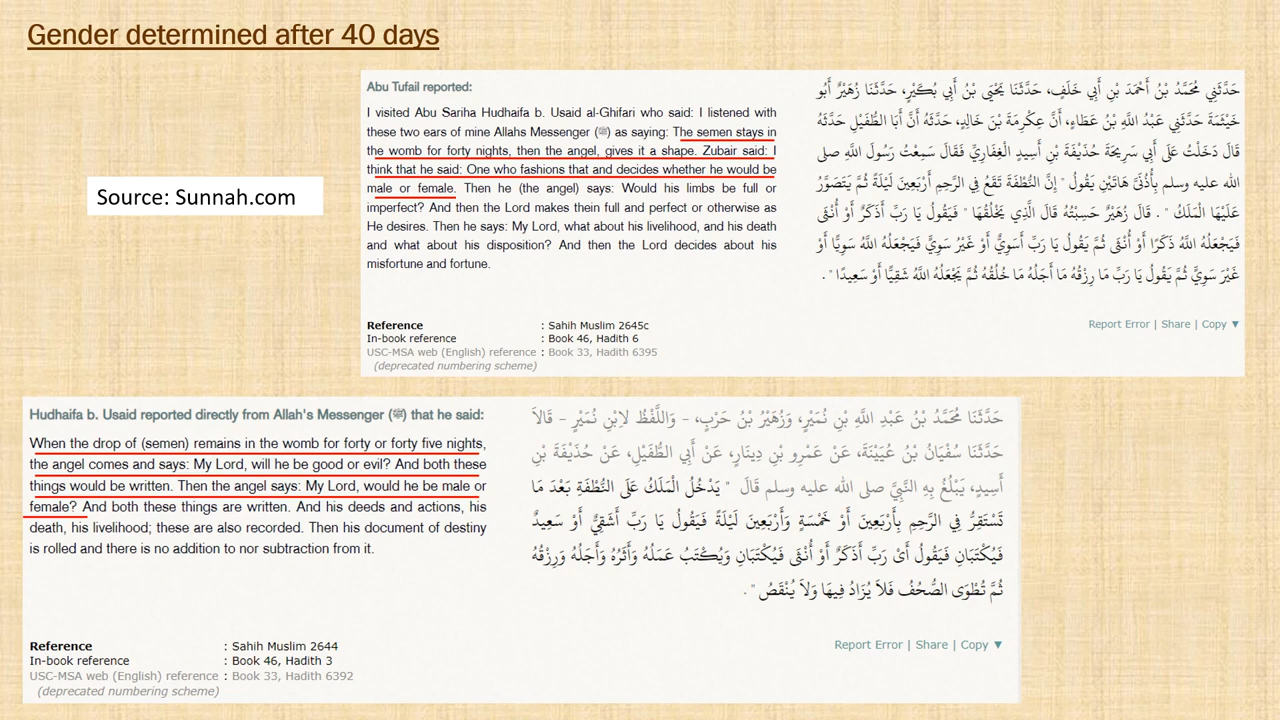 Gender determined after 40 days
Abu Tufail reported:
I visited Abu Sariha Hudhaifa b. Usaid al-Ghifari who said: I listened with
these two ears of mine Allahs Messenger (ﷺ) as saying: The semen stays in
the womb for forty nights, then the angel, gives it a shape. Zubair said: I
think that he said: One who fashions that and decides whether he would be
male or female. Then he (the angel) says: Would his limbs be full or
imperfect? And then the Lord makes thein full and perfect or otherwise as
He desires. Then he says: My Lord, what about his livelihood, and his death
and what about his disposition? And then the Lord decides about his
misfortune and fortune.
حَدَّثَنِي مُحَمَّدُ بْنُ أَحْمَدَ بْنِ أَبِي خَلَفٍ، حَدَّثَنَا يَحْيَى بْنُ أَبِي بُكَيْرٍ، حَدَّثَنَا زُهَيْرٌ أَبُو
خَيْثَمَةَ حَدَّثَنِي عَبْدُ اللَّهِ بْنُ عَطَاءٍ، أَنَّ عِكْرِمَةَ بْنَ خَالِدٍ، حَدَّثَهُ أَنَّ أَبَا الطُّفَيْلِ حَدَّثَهُ
قَالَ دَخَلْتُ عَلَى أَبِي سَرِيحَةَ حُذَيْفَةَ بْنِ أَسِيدٍ الْغِفَارِيِّ فَقَالَ سَمِعْتُ رَسُولَ اللَّهِ صلى
الله عليه وسلم بِأُذُنَىَّ هَاتَيْنِ يَقُولُ " إِنَّ النُّطْفَةَ تَقَعُ فِي الرَّحِمِ أَرْبَعِينَ لَيْلَةً ثُمَّ يَتَصَوَّرُ
عَلَيْهَا الْمَلَكُ " . قَالَ زُهَيْرٌ حَسِبْتُهُ قَالَ الَّذِي يَخْلُقُهَا " فَيَقُولُ يَا رَبِّ أَذَكَرٌ أَوْ أُنْثَى
فَيَجْعَلُهُ اللَّهُ ذَكَرًا أَوْ أُنْثَى ثُمَّ يَقُولُ يَا رَبِّ أَسَوِيٌّ أَوْ غَيْرُ سَوِيٍّ فَيَجْعَلُهُ اللَّهُ سَوِيًّا أَوْ
غَيْرَ سَوِيٍّ ثُمَّ يَقُولُ يَا رَبِّ مَا رِزْقُهُ مَا أَجَلُهُ مَا خُلُقُهُ ثُمَّ يَجْعَلُهُ اللَّهُ شَقِيًّا أَوْ سَعِيدًا " .
Source: Sunnah.com
Reference : Sahih Muslim 2645c
In-book reference : Book 46, Hadith 6
USC-MSA web (English) reference : Book 33, Hadith 6395
(deprecated numbering scheme)
Report Error | Share | Copy ▼
Hudhaifa b. Usaid reported directly from Allah's Messenger (ﷺ) that he said:
When the drop of (semen) remains in the womb for forty or forty five nights,
the angel comes and says: My Lord, will he be good or evil? And both these
things would be written. Then the angel says: My Lord, would he be male or
female? And both these things are written. And his deeds and actions, his
death, his livelihood; these are also recorded. Then his document of destiny
is rolled and there is no addition to nor subtraction from it.
حَدَّثَنَا مُحَمَّدُ بْنُ عَبْدِ اللَّهِ بْنِ نُمَيْرٍ، وَزُهَيْرُ بْنُ حَرْبٍ، - وَاللَّفْظُ لاِبْنِ نُمَيْرٍ - قَالاَ
حَدَّثَنَا سُفْيَانُ بْنُ عُيَيْنَةَ، عَنْ عَمْرِو بْنِ دِينَارٍ، عَنْ أَبِي الطُّفَيْلِ، عَنْ حُذَيْفَةَ بْنِ
أَسِيدٍ، يَبْلُغُ بِهِ النَّبِيَّ صلى الله عليه وسلم قَالَ " يَدْخُلُ الْمَلَكُ عَلَى النُّطْفَةِ بَعْدَ مَا
تَسْتَقِرُّ فِي الرَّحِمِ بِأَرْبَعِينَ أَوْ خَمْسَةٍ وَأَرْبَعِينَ لَيْلَةً فَيَقُولُ يَا رَبِّ أَشَقِيٌّ أَوْ سَعِيدٌ
فَيُكْتَبَانِ فَيَقُولُ أَىْ رَبِّ أَذَكَرٌ أَوْ أُنْثَى فَيُكْتَبَانِ وَيُكْتَبُ عَمَلُهُ وَأَثَرُهُ وَأَجَلُهُ وَرِزْقُهُ
ثُمَّ تُطْوَى الصُّحُفُ فَلاَ يُزَادُ فِيهَا وَلاَ يُنْقَصُ " .
Reference : Sahih Muslim 2644
In-book reference : Book 46, Hadith 3
USC-MSA web (English) reference : Book 33, Hadith 6392
(deprecated numbering scheme)
Report Error | Share | Copy ▼